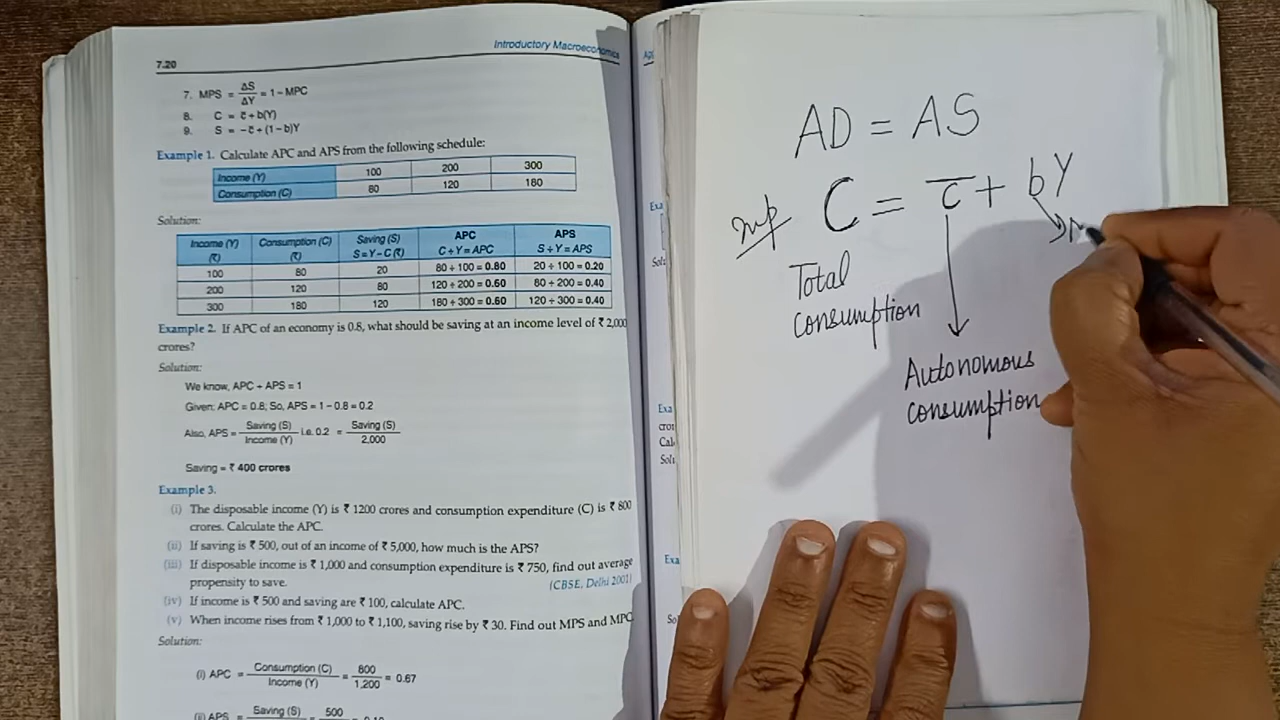 7.20
Introductory Macroeconomics
7. MPS = ΔS/ΔY = 1 – MPC
8. C = c̄ + b(Y)
9. S = –c̄ + (1–b)Y
Example 1. Calculate APC and APS from the following schedule:
Income (Y) 100 200 300
Consumption (C) 80 120 180
Solution:
Income (Y) (₹) Consumption (C) (₹) Saving (S) S = Y – C (₹) APC C ÷ Y = APC APS S ÷ Y = APS
100 80 20 80 ÷ 100 = 0.80 20 ÷ 100 = 0.20
200 120 80 120 ÷ 200 = 0.60 80 ÷ 200 = 0.40
300 180 120 180 ÷ 300 = 0.60 120 ÷ 300 = 0.40
Example 2. If APC of an economy is 0.8, what should be saving at an income level of ₹ 2,000
crores?
Solution:
We know, APC + APS = 1
Given: APC = 0.8; So, APS = 1 – 0.8 = 0.2
Also, APS = Saving (S)/Income (Y) i.e. 0.2 = Saving (S)/2,000
Saving = ₹ 400 crores
Example 3.
(i) The disposable income (Y) is ₹ 1200 crores and consumption expenditure (C) is ₹ 800
crores. Calculate the APC.
(ii) If saving is ₹ 500, out of an income of ₹ 5,000, how much is the APS?
(iii) If disposable income is ₹ 1,000 and consumption expenditure is ₹ 750, find out average
propensity to save. (CBSE, Delhi 2001)
(iv) If income is ₹ 500 and saving are ₹ 100, calculate APC.
(v) When income rises from ₹ 1,000 to ₹ 1,100, saving rise by ₹ 30. Find out MPS and MPC
Solution:
(i) APC = Consumption (C)/Income (Y) = 800/1,200 = 0.67
(ii) APS = Saving (S) = 500
AD = AS
Imp C = c̄ + bY
Total
consumption
Autonomous
consumption